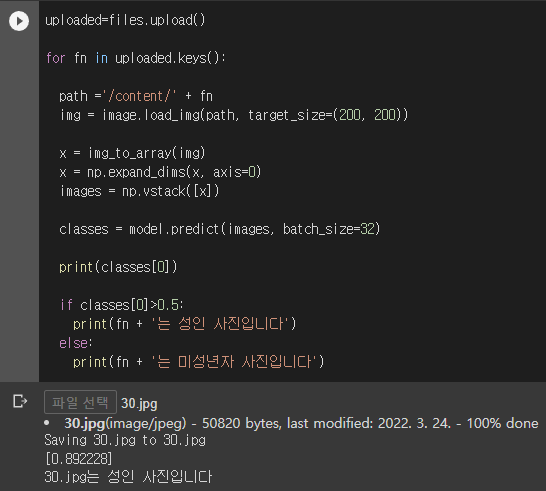 uploaded=files.upload()
for fn in uploaded.keys():
path ='/content/' + fn
img = image.load_img(path, target_size=(200, 200))
x = img_to_array(img)
x = np.expand_dims(x, axis=0)
images = np.vstack([x])
classes = model.predict(images, batch_size=32)
print(classes[0])
if classes[0]>0.5:
print(fn + '는 성인 사진입니다')
else:
print(fn + '는 미성년자 사진입니다')
파일 선택 30.jpg
• 30.jpg(image/jpeg) - 50820 bytes, last modified: 2022. 3. 24. - 100% done
Saving 30.jpg to 30.jpg
[0.892228]
30.jpg는 성인 사진입니다